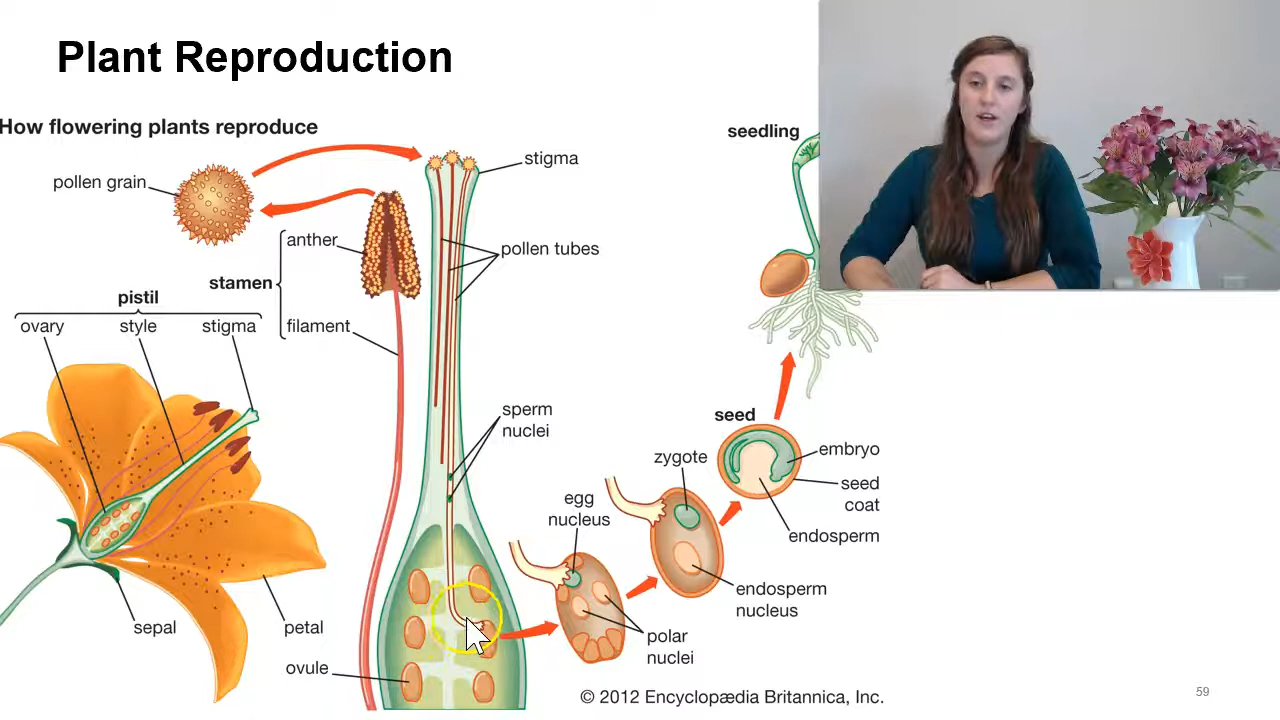 Plant Reproduction
How flowering plants reproduce
pollen grain
stigma
seedling
anther
pollen tubes
stamen
pistil
ovary style stigma
filament
sperm
nuclei
seed
zygote
embryo
egg
nucleus
seed
coat
endosperm
endosperm
nucleus
sepal
petal
polar
nuclei
ovule
© 2012 Encyclopædia Britannica, Inc.
59